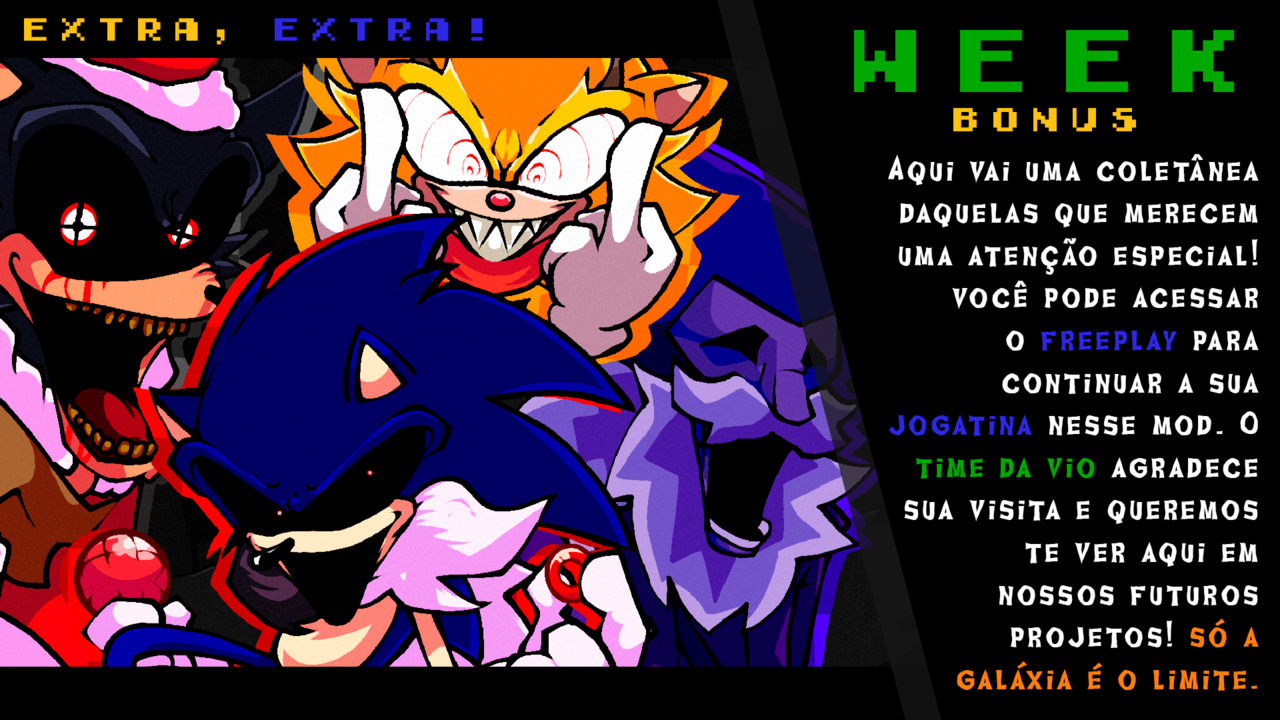 EXTRA, EXTRA!
WEEK
BONUS
AQUI VAI UMA COLETÂNEA
DAQUELAS QUE MERECEM
UMA ATENÇÃO ESPECIAL!
VOCÊ PODE ACESSAR
O FREEPLAY PARA
CONTINUAR A SUA
JOGATINA NESSE MOD. O
TIME DA VIO AGRADECE
SUA VISITA E QUEREMOS
TE VER AQUI EM
NOSSOS FUTUROS
PROJETOS! SÓ A
GALÁXIA É O LIMITE.